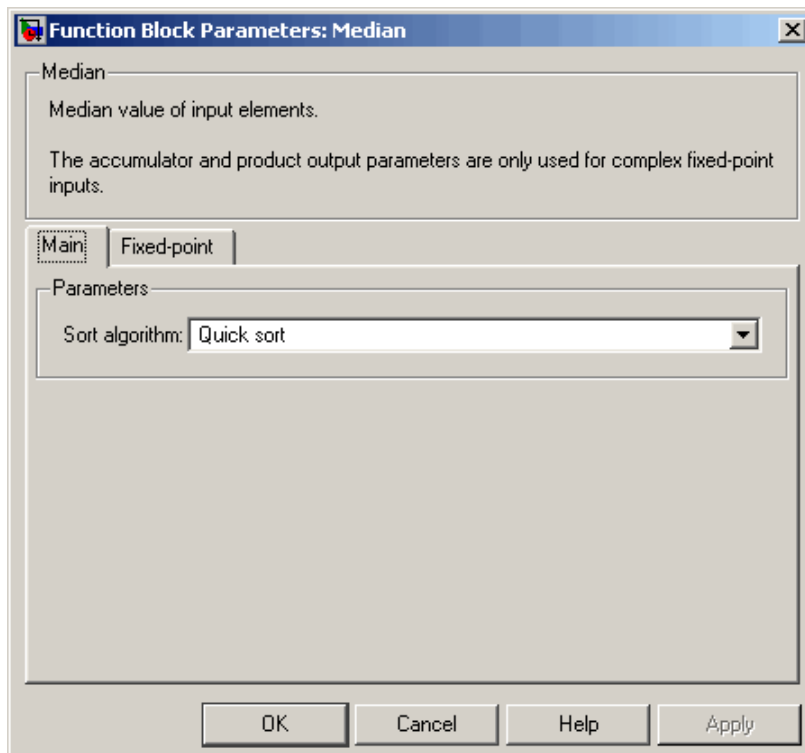 Function Block Parameters: Median
Median
Median value of input elements.
The accumulator and product output parameters are only used for complex fixed-point
inputs.
Main Fixed-point
Parameters
Sort algorithm: Quick sort
OK Cancel Help Apply